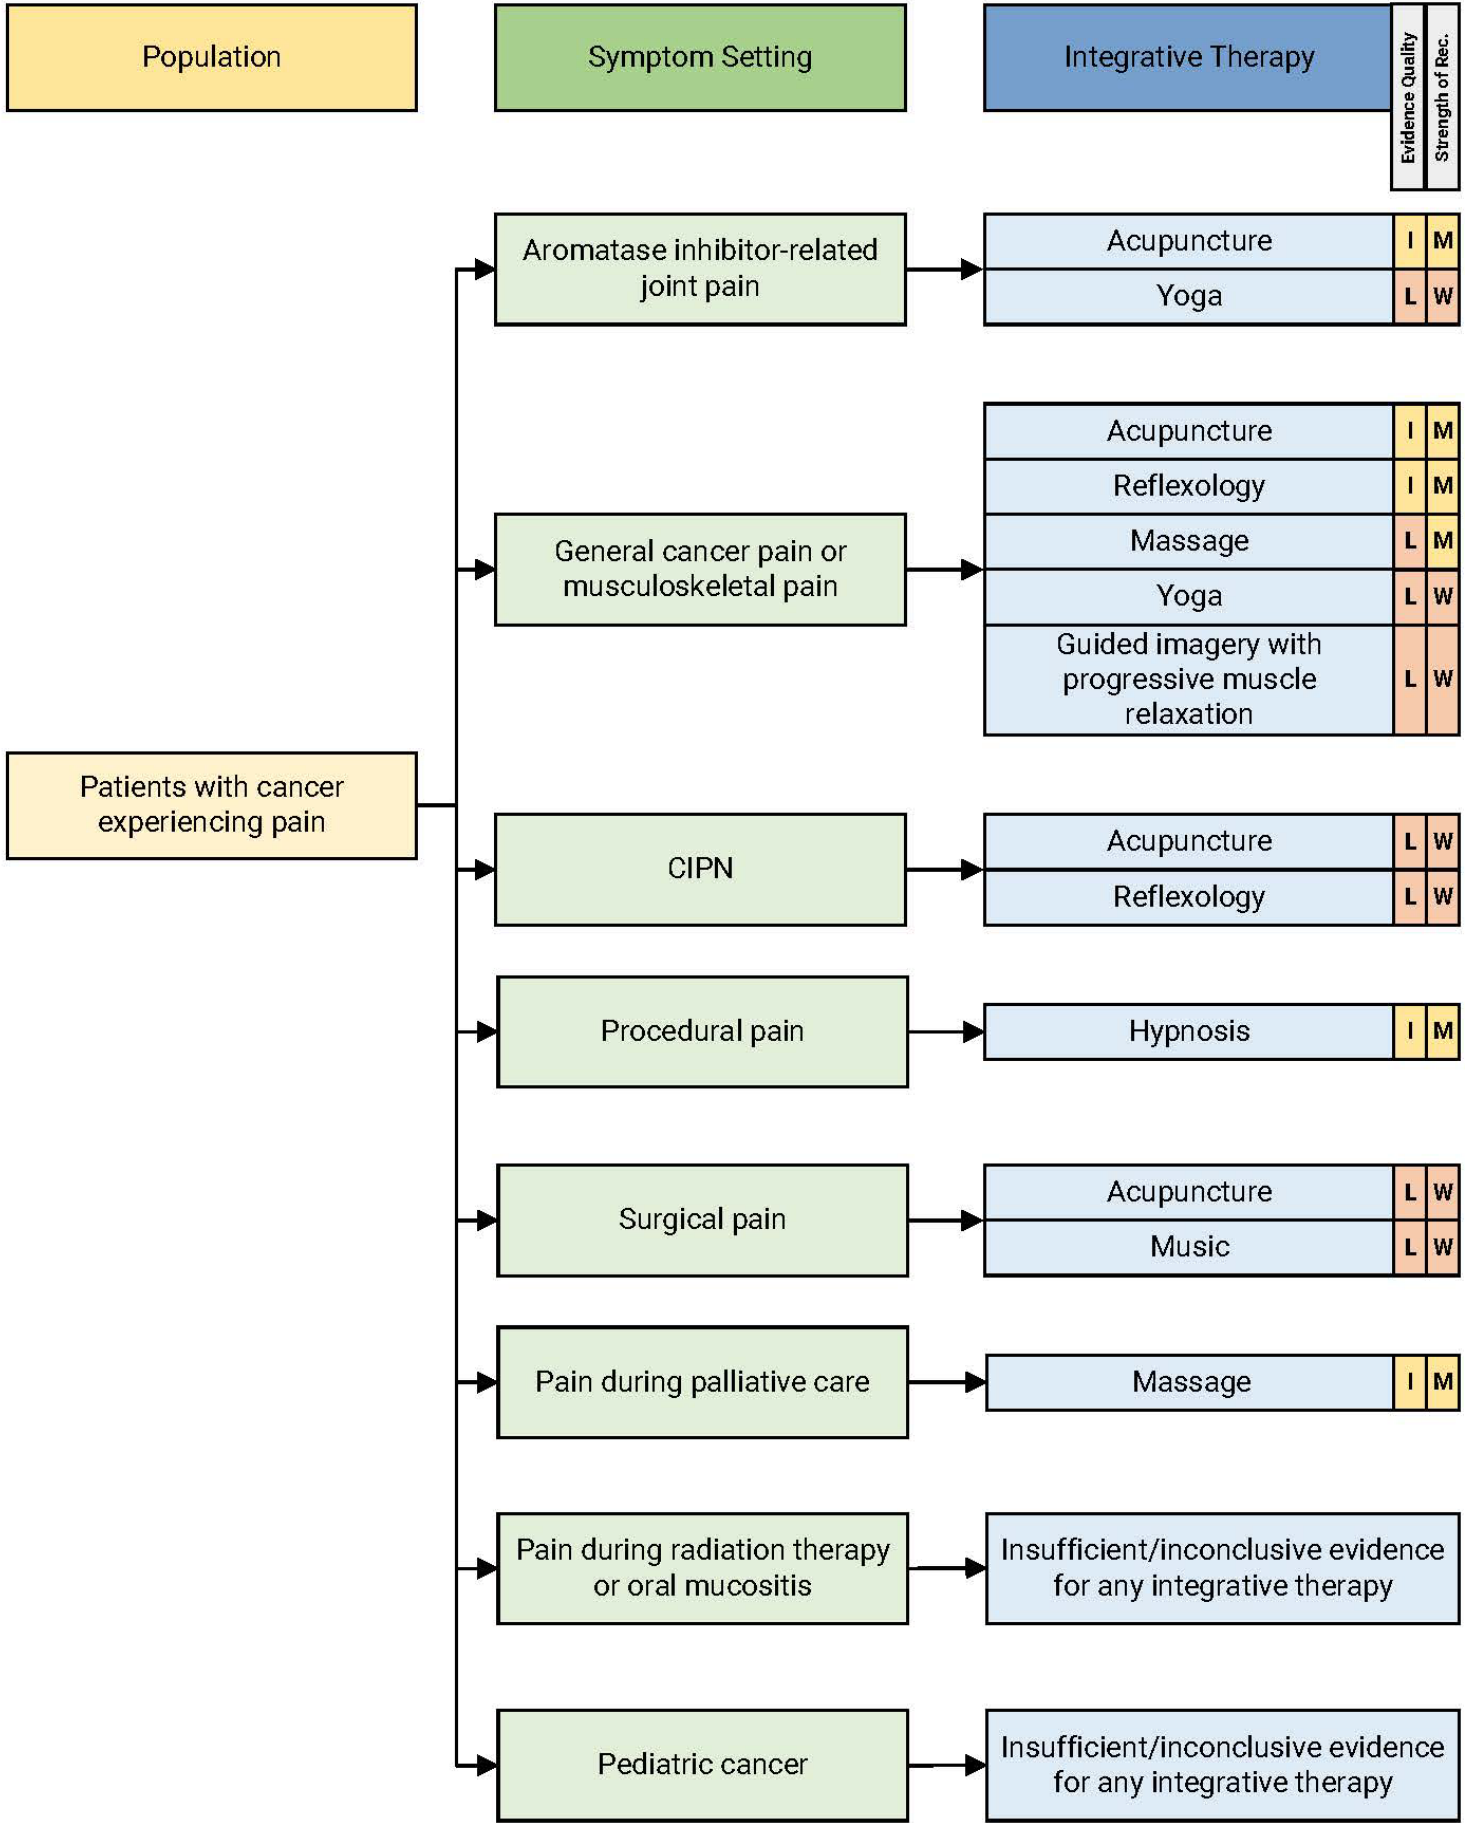 Population
Symptom Setting
Integrative Therapy
Evidence Quality
Strength of Rec.
Patients with cancer
experiencing pain
Aromatase inhibitor-related
joint pain
Acupuncture I M
Yoga L W
General cancer pain or
musculoskeletal pain
Acupuncture I M
Reflexology I M
Massage L M
Yoga L W
Guided imagery with
progressive muscle L W
relaxation
CIPN
Acupuncture L W
Reflexology L W
Procedural pain
Hypnosis I M
Surgical pain
Acupuncture L W
Music L W
Pain during palliative care
Massage I M
Pain during radiation therapy
or oral mucositis
Insufficient/inconclusive evidence
for any integrative therapy
Pediatric cancer
Insufficient/inconclusive evidence
for any integrative therapy